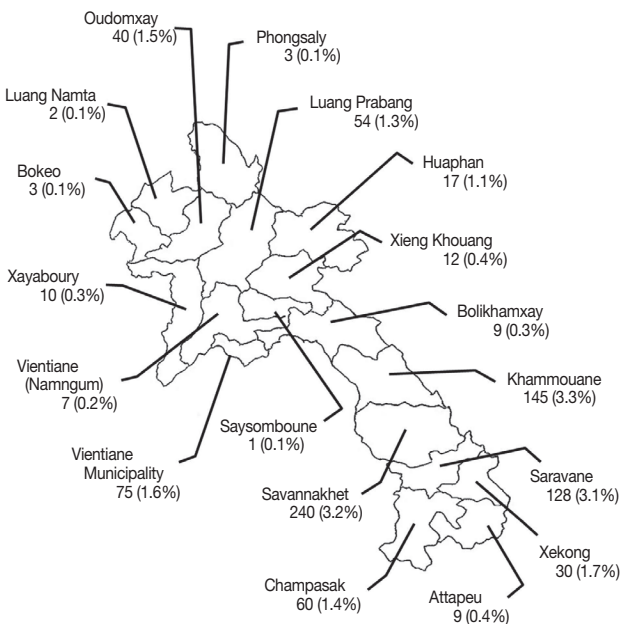 Oudomxay
40 (1.5%)
Phongsaly
3 (0.1%)
Luang Namta
2 (0.1%)
Luang Prabang
54 (1.3%)
Bokeo
3 (0.1%)
Huaphan
17 (1.1%)
Xieng Khouang
12 (0.4%)
Xayaboury
10 (0.3%)
Bolikhamxay
9 (0.3%)
Vientiane
(Namngum)
7 (0.2%)
Khammouane
145 (3.3%)
Saysomboune
1 (0.1%)
Vientiane
Municipality
75 (1.6%)
Saravane
128 (3.1%)
Savannakhet
240 (3.2%)
Xekong
30 (1.7%)
Champasak
60 (1.4%)
Attapeu
9 (0.4%)